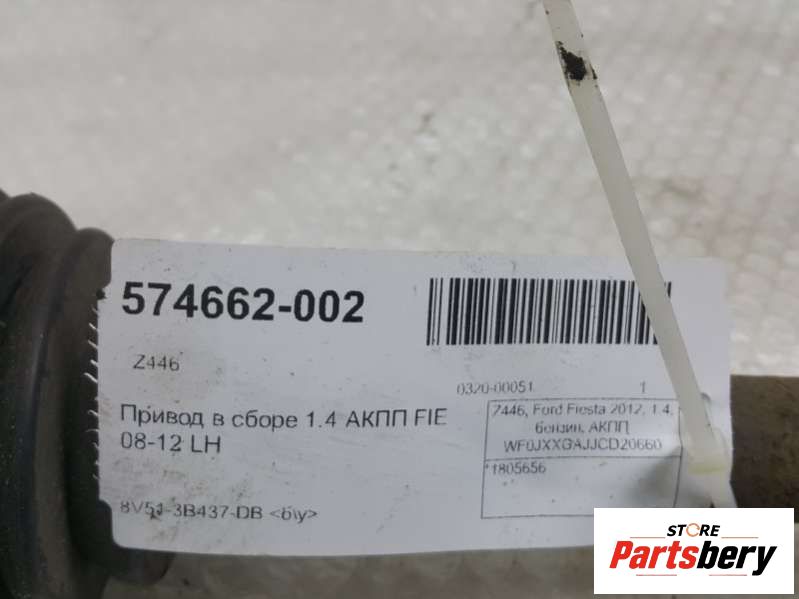 574662-002
Z446
0320-00051 1
Привод в сборе 1.4 АКПП FIE
08-12 LH
8V51-3B437-DB <б\у>
Z446, Ford Fiesta 2012, 1.4,
бензин, АКПП
WF0JXXGAJJCD20660
*1805656
STORE
Partsbery